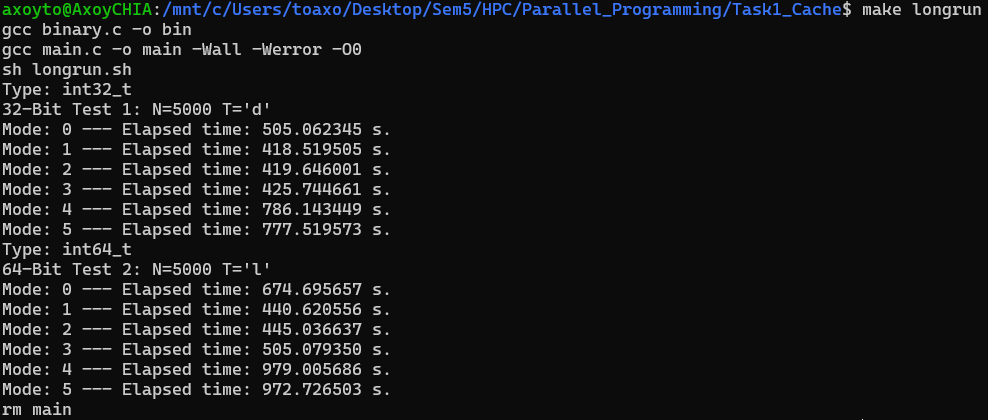 axoyto@AxoyCHIA:/mnt/c/Users/toaxo/Desktop/Sem5/HPC/Parallel_Programming/Task1_Cache$ make longrun
gcc binary.c -o bin
gcc main.c -o main -Wall -Werror -O0
sh longrun.sh
Type: int32_t
32-Bit Test 1: N=5000 T='d'
Mode: 0 --- Elapsed time: 505.062345 s.
Mode: 1 --- Elapsed time: 418.519505 s.
Mode: 2 --- Elapsed time: 419.646001 s.
Mode: 3 --- Elapsed time: 425.744661 s.
Mode: 4 --- Elapsed time: 786.143449 s.
Mode: 5 --- Elapsed time: 777.519573 s.
Type: int64_t
64-Bit Test 2: N=5000 T='l'
Mode: 0 --- Elapsed time: 674.695657 s.
Mode: 1 --- Elapsed time: 440.620556 s.
Mode: 2 --- Elapsed time: 445.036637 s.
Mode: 3 --- Elapsed time: 505.079350 s.
Mode: 4 --- Elapsed time: 979.005686 s.
Mode: 5 --- Elapsed time: 972.726503 s.
rm main